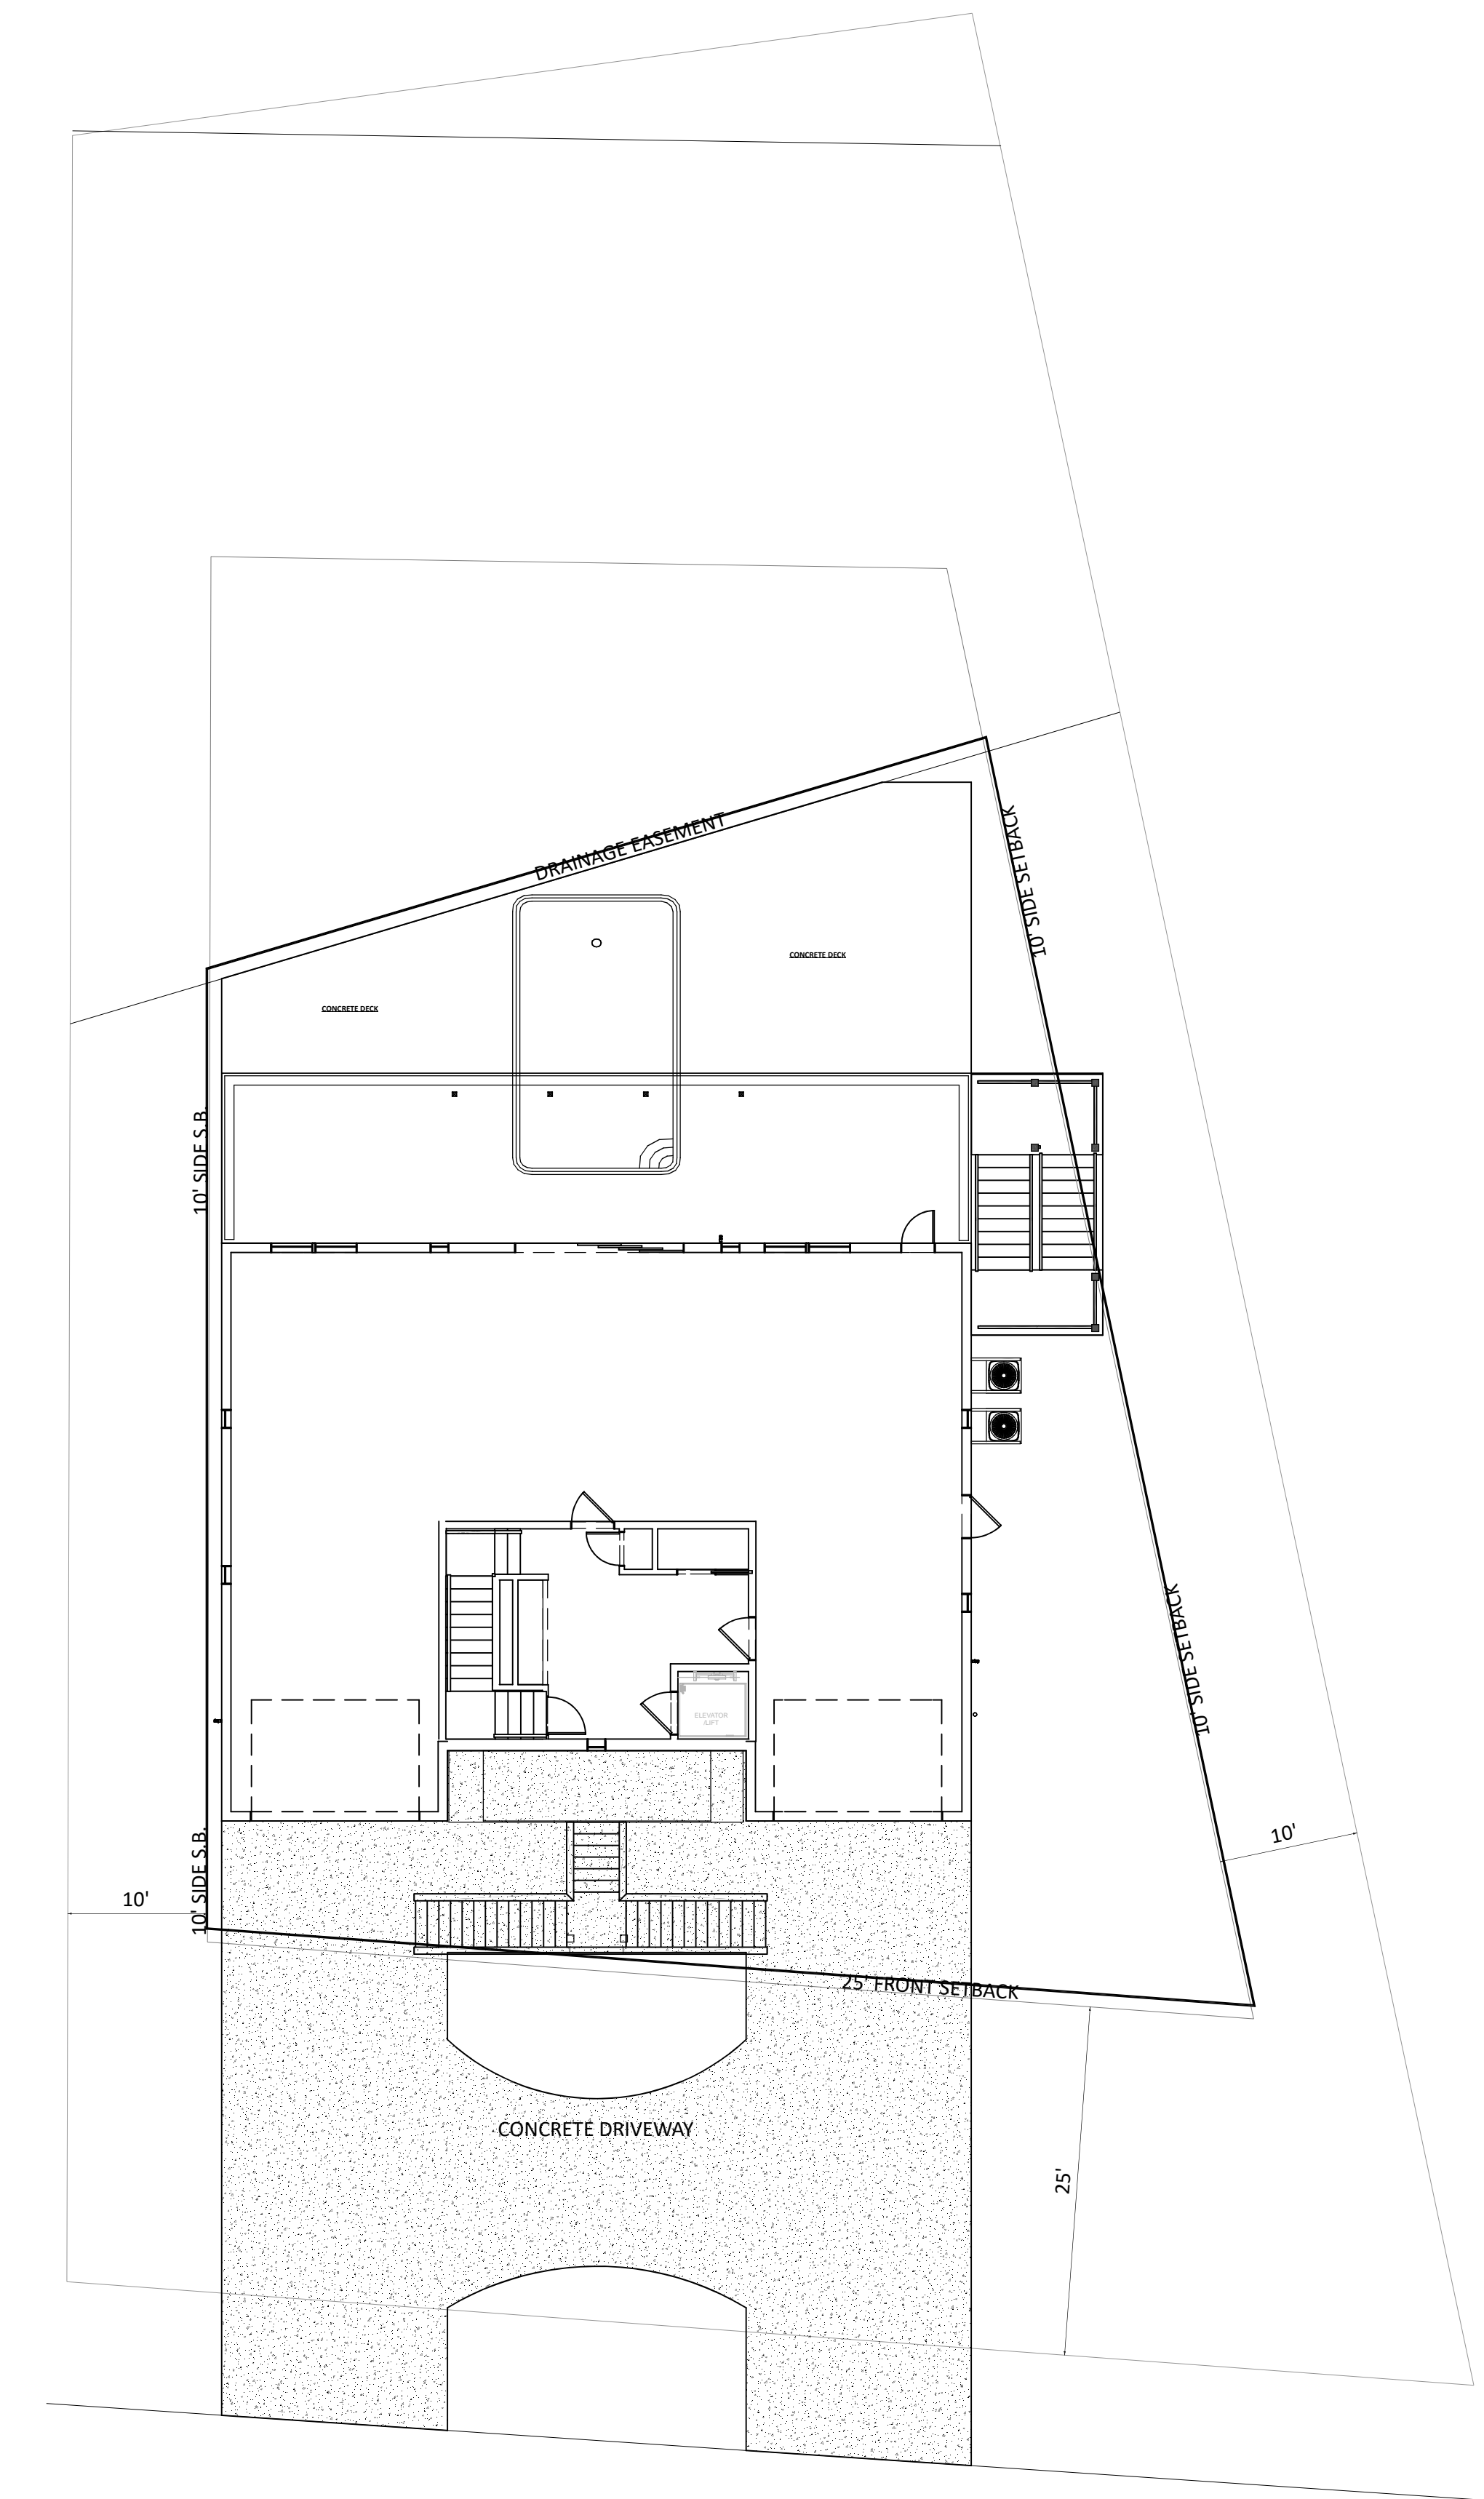 DRAINAGE EASEMENT
10' SIDE SETBACK
CONCRETE DECK
CONCRETE DECK
10' SIDE S.B.
10' SIDE SETBACK
ELEVATOR
/LIFT
10'
10' SIDE S.B.
10'
25' FRONT SETBACK
CONCRETE DRIVEWAY
25'